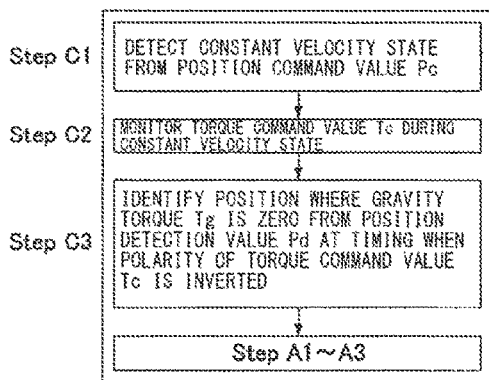 Step C1
DETECT CONSTANT VELOCITY STATE
FROM POSITION COMMAND VALUE Pc
Step C2
MONITOR TORQUE COMMAND VALUE Tc DURING
CONSTANT VELOCITY STATE
Step C3
IDENTIFY POSITION WHERE GRAVITY
TORQUE Tg IS ZERO FROM POSITION
DETECTION VALUE Pd AT TIMING WHEN
POLARITY OF TORQUE COMMAND VALUE
Tc IS INVERTED
Step A1～A3